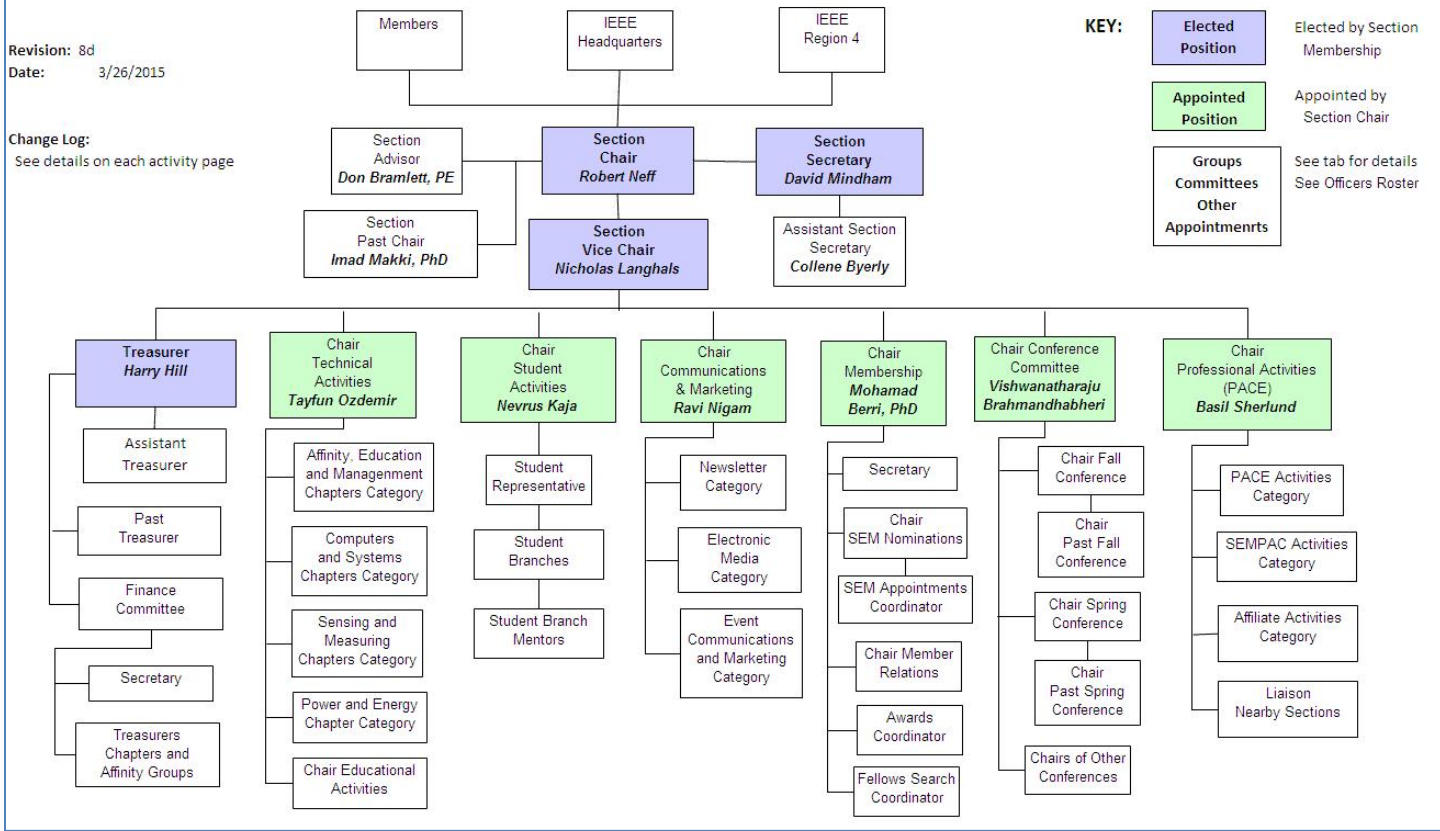 Members
IEEE
Headquarters
IEEE
Region 4
KEY:
Elected
Position
Elected by Section
Membership
Revision: 8d
Date: 3/26/2015
Appointed
Position
Appointed by
Section Chair
Change Log:
See details on each activity page
Groups
Committees
Other
Appointmenrts
See tab for details
See Officers Roster
Section
Advisor
Don Bramlett, PE
Section
Chair
Robert Neff
Section
Secretary
David Mindham
Section
Past Chair
Imad Makki, PhD
Section
Vice Chair
Nicholas Langhals
Assistant Section
Secretary
Collene Byerly
Treasurer
Harry Hill
Assistant
Treasurer
Past
Treasurer
Finance
Committee
Secretary
Treasurers
Chapters and
Affinity Groups
Chair
Technical
Activities
Tayfun Ozdemir
Affinity, Education
and Managenment
Chapters Category
Computers
and Systems
Chapters Category
Sensing and
Measuring
Chapters Category
Power and Energy
Chapter Category
Chair Educational
Activities
Chair
Student
Activities
Nevrus Kaja
Student
Representative
Student
Branches
Student Branch
Mentors
Chair
Communications
& Marketing
Ravi Nigam
Newsletter
Category
Electronic
Media
Category
Event
Communications
and Marketing
Category
Chair
Membership
Mohamad
Berri, PhD
Secretary
Chair
SEM Nominations
SEM Appointments
Coordinator
Chair Member
Relations
Awards
Coordinator
Fellows Search
Coordinator
Chair Conference
Committee
Vishwanatharaju
Brahmandhabheri
Chair Fall
Conference
Chair
Past Fall
Conference
Chair Spring
Conference
Chair
Past Spring
Conference
Chairs of Other
Conferences
Chair
Professional Activities
(PACE)
Basil Sherlund
PACE Activities
Category
SEMPAC Activities
Category
Affiliate Activities
Category
Liaison
Nearby Sections